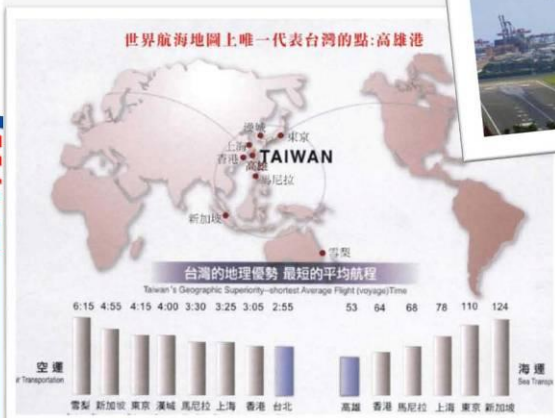 世界航海地圖上唯一代表台灣的點:高雄港
漢城
東京
上海
香港
TAIWAN
高雄
馬尼拉
新加坡
雪梨
台灣的地理優勢 最短的平均航程
Taiwan's Geographic Superiority--shortest Average Flight (voyage)Time
6:15 4:55 4:15 4:00 3:30 3:25 3:05 2:55
53 64 68 78 110 124
空運
r Transportation
海運
Sea Transpo
雪梨 新加坡 東京 漢城 馬尼拉 上海 香港 台北
高雄 香港 馬尼拉 上海 東京 新加坡